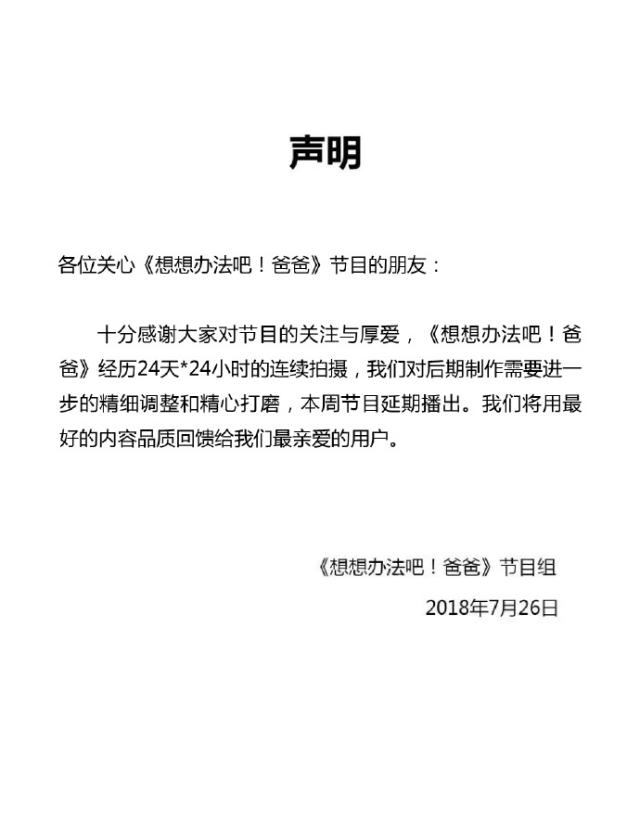 声明
各位关心《想想办法吧！爸爸》节目的朋友：
十分感谢大家对节目的关注与厚爱，《想想办法吧！爸
爸》经历24天*24小时的连续拍摄，我们对后期制作需要进一
步的精细调整和精心打磨，本周节目延期播出。我们将用最
好的内容品质回馈给我们最亲爱的用户。
《想想办法吧！爸爸》节目组
2018年7月26日